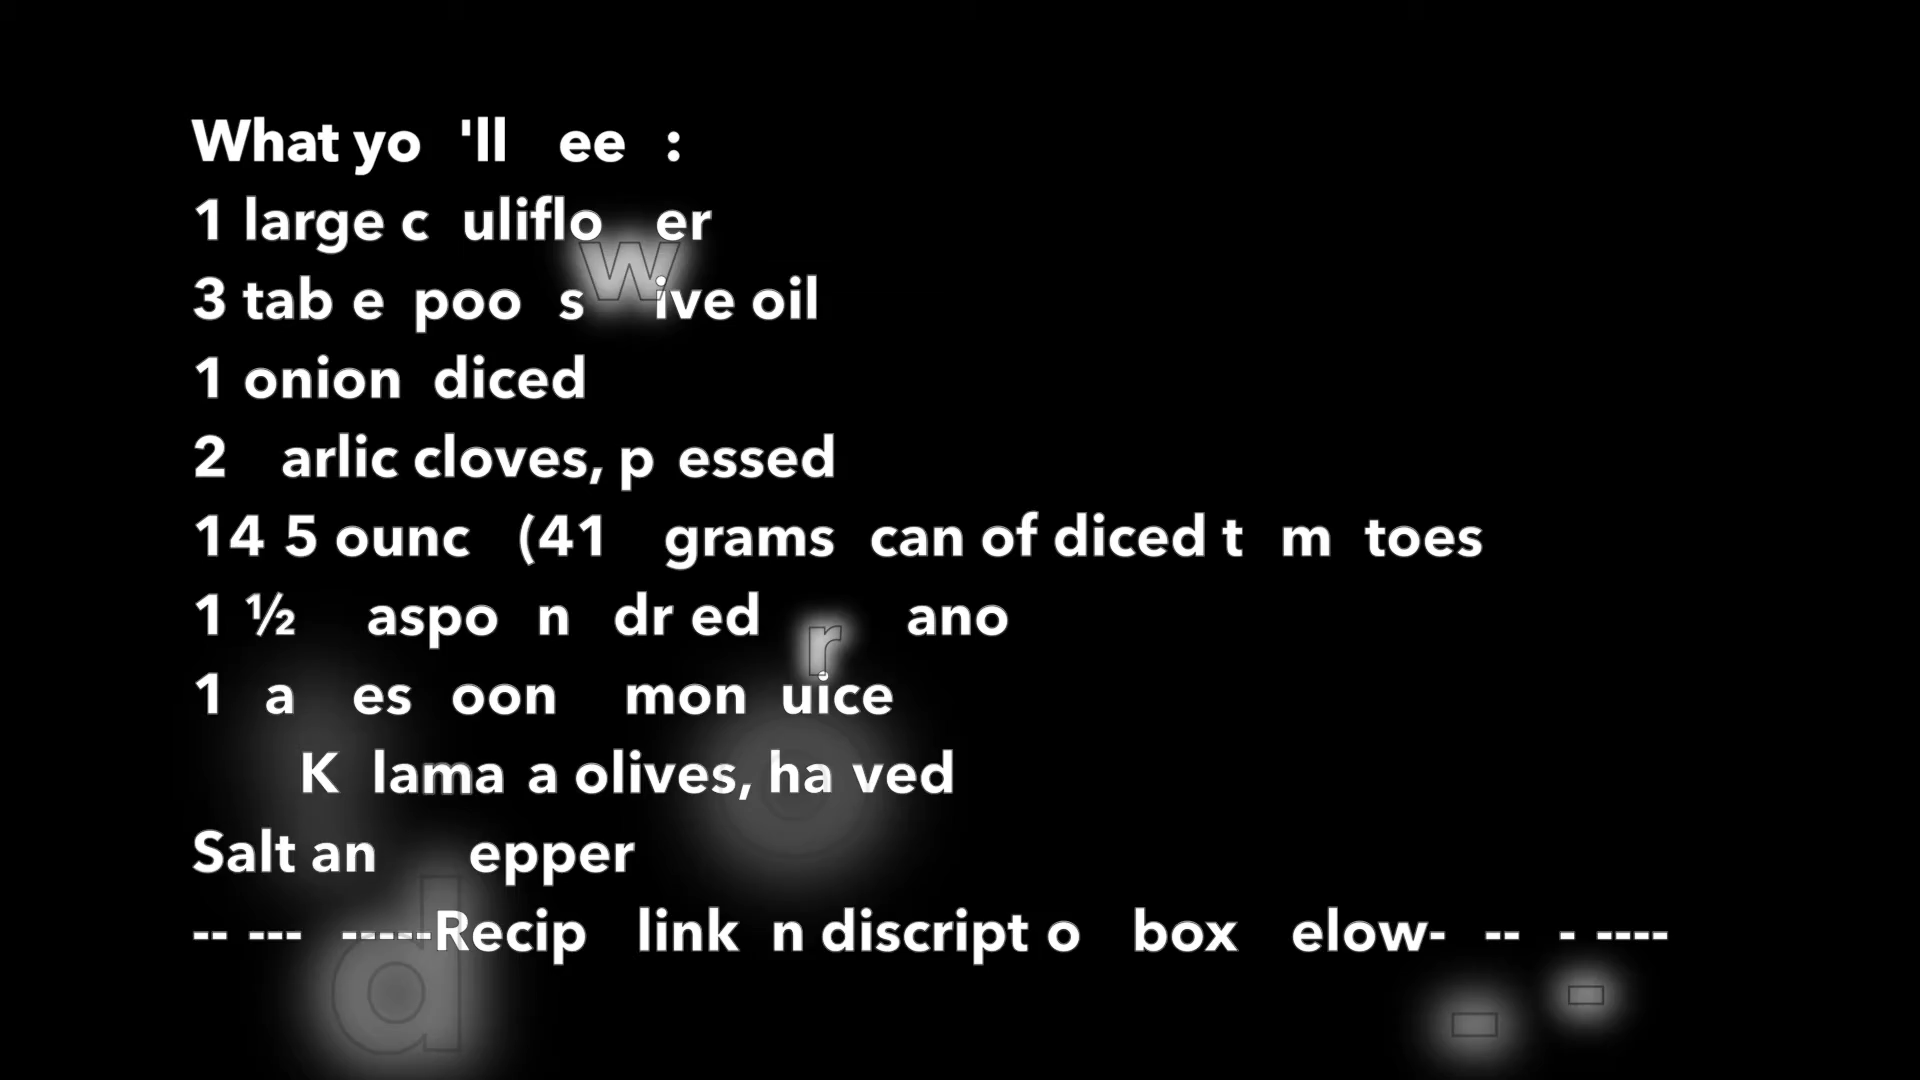 What yo 'll ee :
1 large c uliflo w er
3 tab e poo s ive oil
1 onion diced
2 arlic cloves, p essed
14 5 ounc (41 grams can of diced t m toes
1 ½ aspo n dr ed r ano
1 a es oon mon uice
K lama a olives, ha ved
Salt an d epper
-- --- -----Recip link n discript o box elow- -- - ----